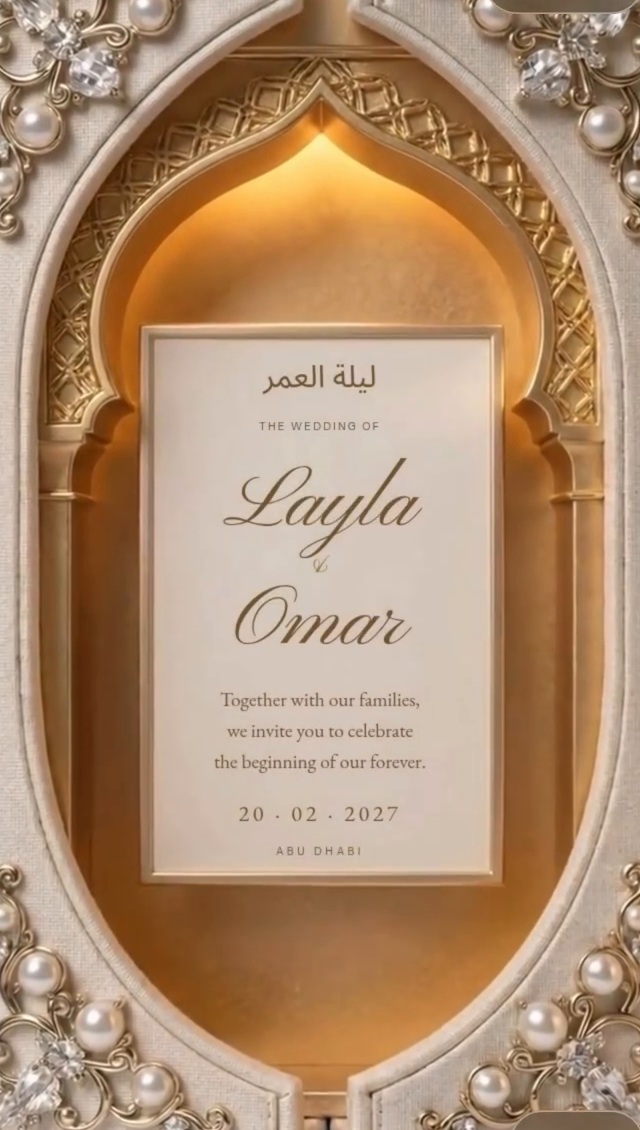 ليلة العمر
THE WEDDING OF
Layla
&
Omar
Together with our families,
we invite you to celebrate
the beginning of our forever.
20 · 02 · 2027
ABU DHABI